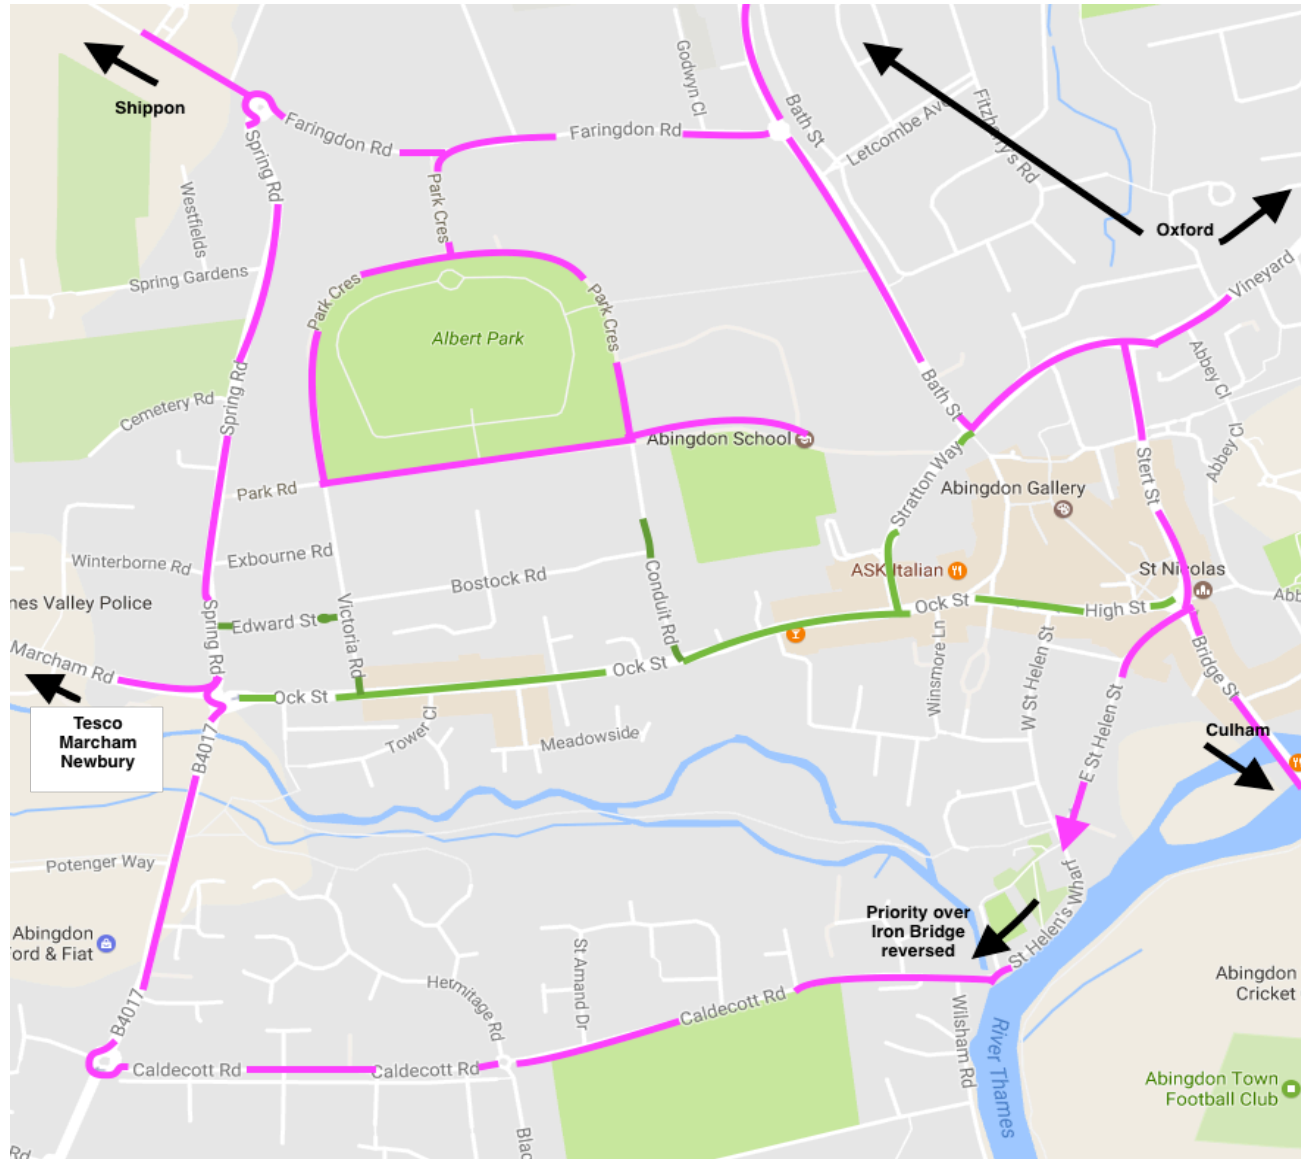 Shippon
Faringdon Rd
Faringdon Rd
Godwyn Cl
Bath St
Letcombe Ave
Fitzharry's Rd
Oxford
Vineyard
Spring Rd
Westfields
Spring Gardens
Park Cres
Park Cres
Park Cres
Albert Park
Abbey Cl
Abbey Cl
Spring Rd
Cemetery Rd
Bath St
Abingdon School
Stratton Way
Abingdon Gallery
Stert St
Park Rd
Winterborne Rd
Exbourne Rd
Bostock Rd
Conduit Rd
ASK Italian
St Nicolas
nes Valley Police
Abb
Edward St
Victoria Rd
Ock St
High St
Spring Rd
Marcham Rd
Ock St
Ock St
Winsmore Ln
W St Helen St
E St Helen St
Bridge St
Tesco
Marcham
Newbury
B4017
Tower Cl
Meadowside
Culham
Potenger Way
Abingdon
ord & Fiat
Priority over
Iron Bridge
reversed
St Helen's Wharf
Abingdon
Cricket
B4017
Hermitage Rd
St Amand Dr
Caldecott Rd
Caldecott Rd
Caldecott Rd
Wilsham Rd
River Thames
Abingdon Town
Football Club
Blac
Rd